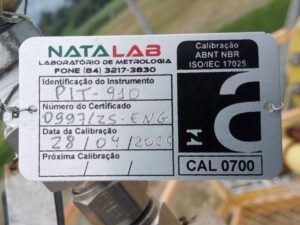 NATALAB
LABORATÓRIO DE METROLOGIA
FONE (84) 3217-3830
Identificação do Instrumento
PIT-910
Número do Certificado
0997/25-ENG
Data da Calibração
28/04/2025
Próxima Calibração
/ /
Calibração
ABNT NBR
ISO/IEC 17025
CAL 0700